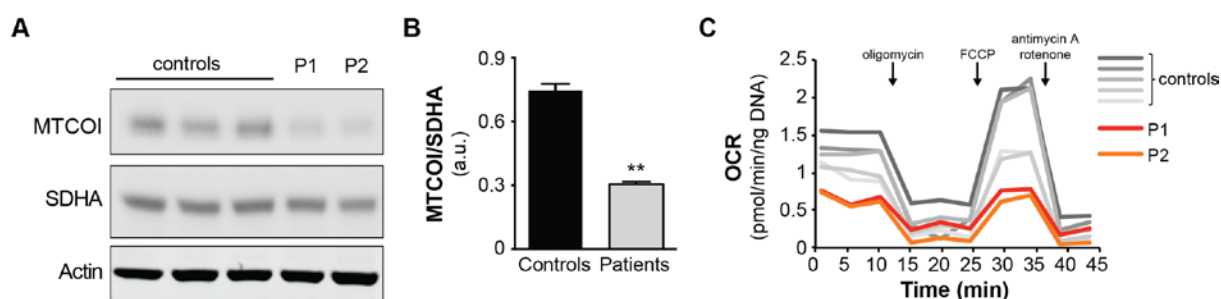 A
controls P1 P2
MTCOI
SDHA
Actin
B
MTCOI/SDHA
(a.u.)
0.9
0.6
0.3
0
**
Controls Patients
C
oligomycin FCCP antimycin A
rotenone
controls
P1
P2
OCR
(pmol/min/ng DNA)
2.5
2
1.5
1
0.5
0
0 5 10 15 20 25 30 35 40 45
Time (min)